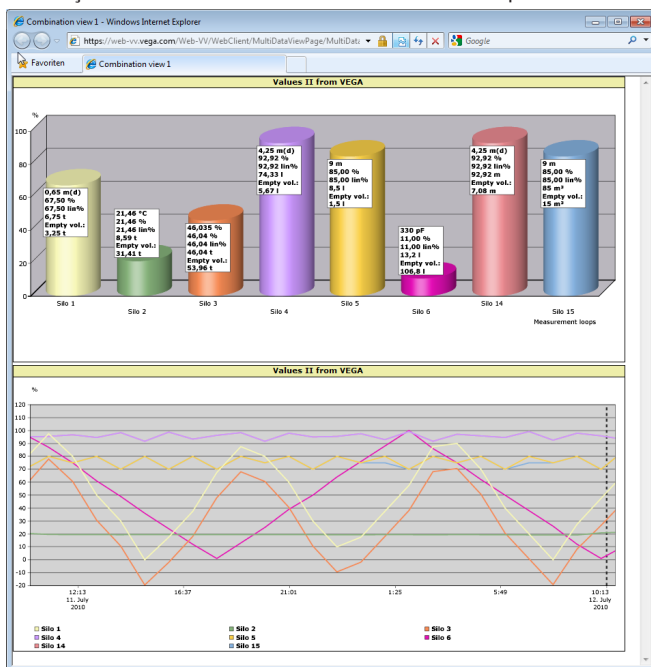 Combination view 1 - Windows Internet Explorer
https://web-vv.vega.com/Web-VV/WebClient/MultiDataViewPage/MultiData
Google
Favoriten
Combination view 1
Values II from VEGA
%
100
80
60
40
20
0
0,65 m(d)
67,50 %
67,50 lin%
6,75 t
Empty vol.:
3,25 t
21,46 °C
21,46 %
21,46 lin%
8,59 t
Empty vol.:
31,41 t
46,035 %
46,04 %
46,04 lin%
46,04 t
Empty vol.:
53,96 t
4,25 m(d)
92,92 %
92,92 lin%
74,33 l
Empty vol.:
5,67 l
9 m
85,00 %
85,00 lin%
8,5 l
Empty vol.:
1,5 l
330 pF
11,00 %
11,00 lin%
13,2 l
Empty vol.:
106,8 l
4,25 m(d)
92,92 %
92,92 lin%
92,92 m
Empty vol.:
7,08 m
9 m
85,00 %
85,00 lin%
85 m³
Empty vol.:
15 m³
Silo 1
Silo 2
Silo 3
Silo 4
Silo 5
Silo 6
Silo 14
Silo 15
Measurement loops
Values II from VEGA
%
120
110
100
90
80
70
60
50
40
30
20
10
0
-10
-20
12:13
11. July
2010
16:37
21:01
1:25
5:49
10:13
12. July
2010
Silo 1
Silo 2
Silo 3
Silo 4
Silo 5
Silo 6
Silo 14
Silo 15